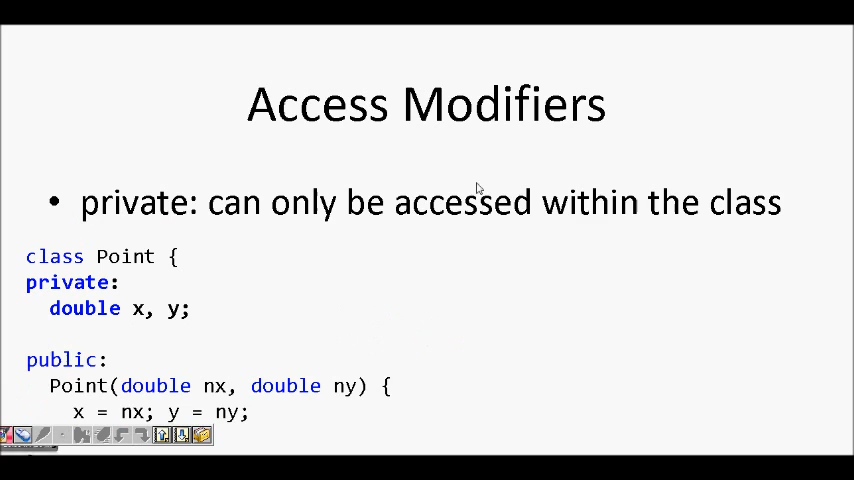 Access Modifiers
• private: can only be accessed within the class
class Point {
private:
  double x, y;
public:
  Point(double nx, double ny) {
    x = nx; y = ny;